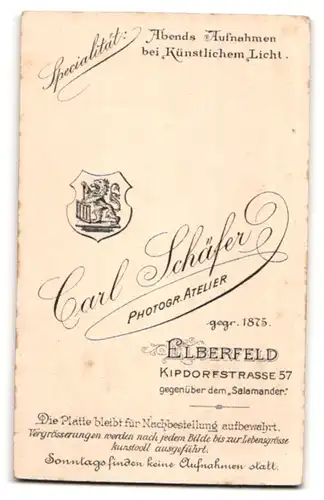 Specialität: Abends Aufnahmen
bei Künstlichem Licht.
Carl Schäfer
PHOTOGR. ATELIER
gegr. 1875.
ELBERFELD
KIPDORFSTRASSE 57
gegenüber dem „Salamander."
Die Platte bleibt für Nachbestellung aufbewahrt.
Vergrösserungen werden nach jedem Bilde bis zur Lebensgrösse
kunstvoll ausgeführt.
Sonntags finden keine Aufnahmen statt.